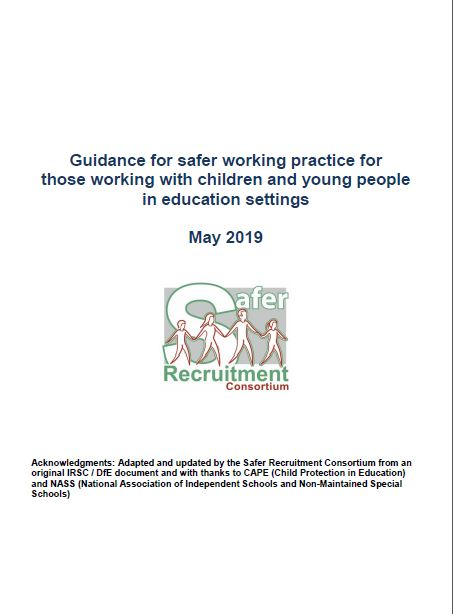 Guidance for safer working practice for
those working with children and young people
in education settings
May 2019
Safer
Recruitment
Consortium
Acknowledgments: Adapted and updated by the Safer Recruitment Consortium from an
original IRSC / DfE document and with thanks to CAPE (Child Protection in Education)
and NASS (National Association of Independent Schools and Non-Maintained Special
Schools)